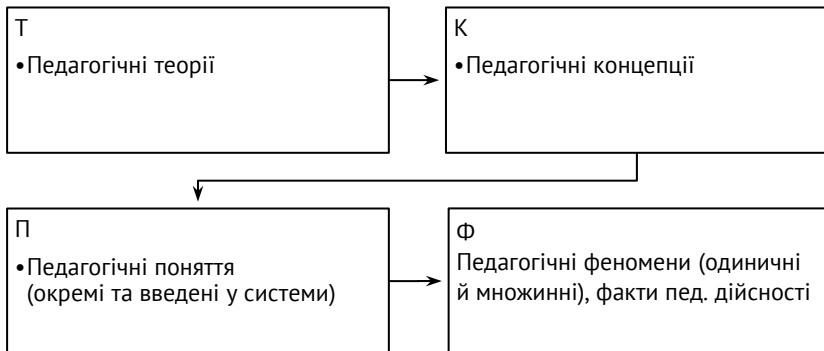 Т
•Педагогічні теорії
К
•Педагогічні концепції
П
•Педагогічні поняття
(окремі та введені у системи)
Ф
Педагогічні феномени (одиничні
й множинні), факти пед. дійсності